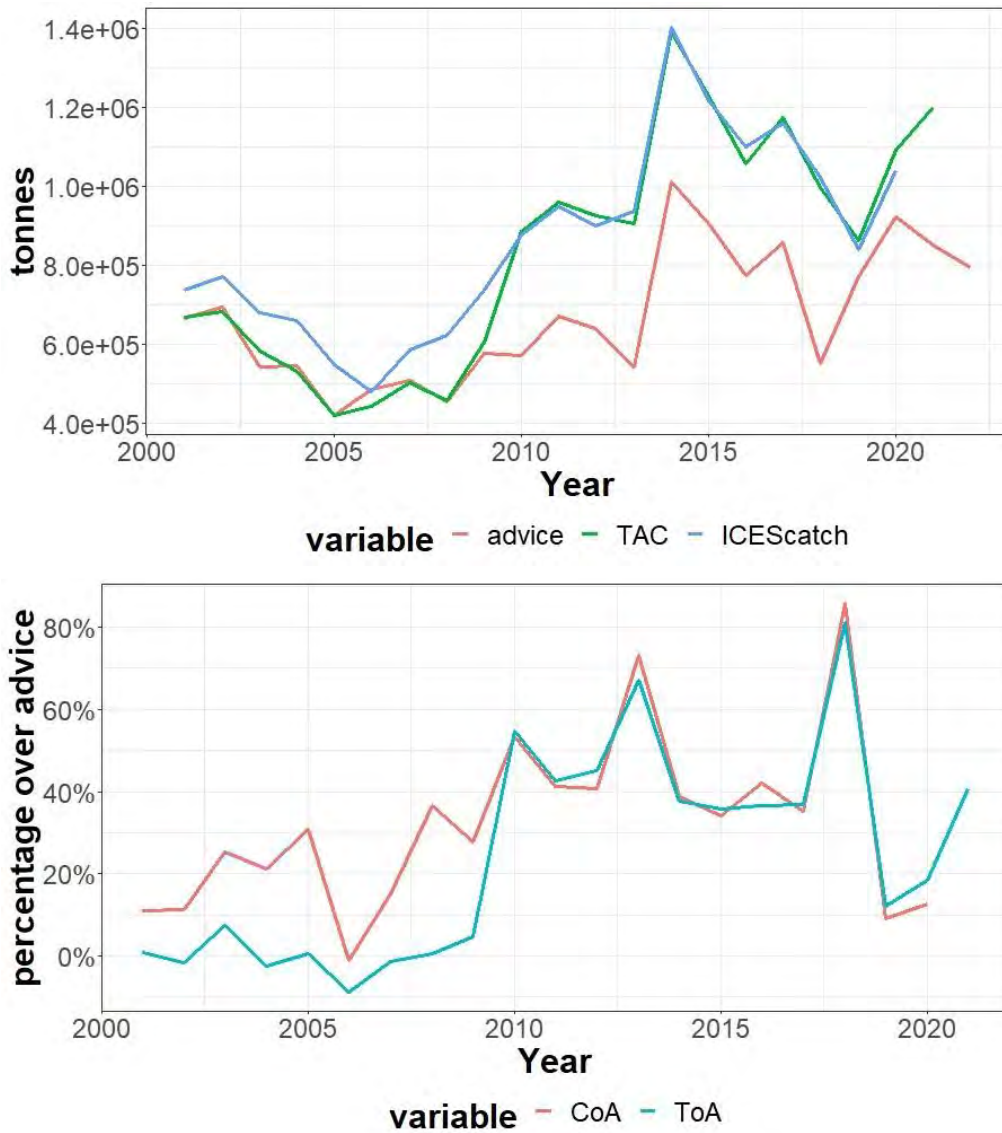 1.4e+06
1.2e+06
1.0e+06
8.0e+05
6.0e+05
4.0e+05
tonnes
2000 2005 2010 2015 2020
Year
variable advice TAC ICEScatch
80%
60%
40%
20%
0%
percentage over advice
2000 2005 2010 2015 2020
Year
variable CoA ToA